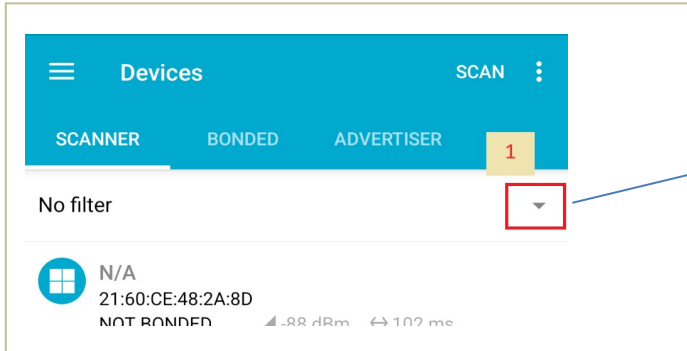 Devices SCAN
SCANNER BONDED ADVERTISER
1
No filter
N/A
21:60:CE:48:2A:8D
NOT BONDED -88 dBm 102 ms